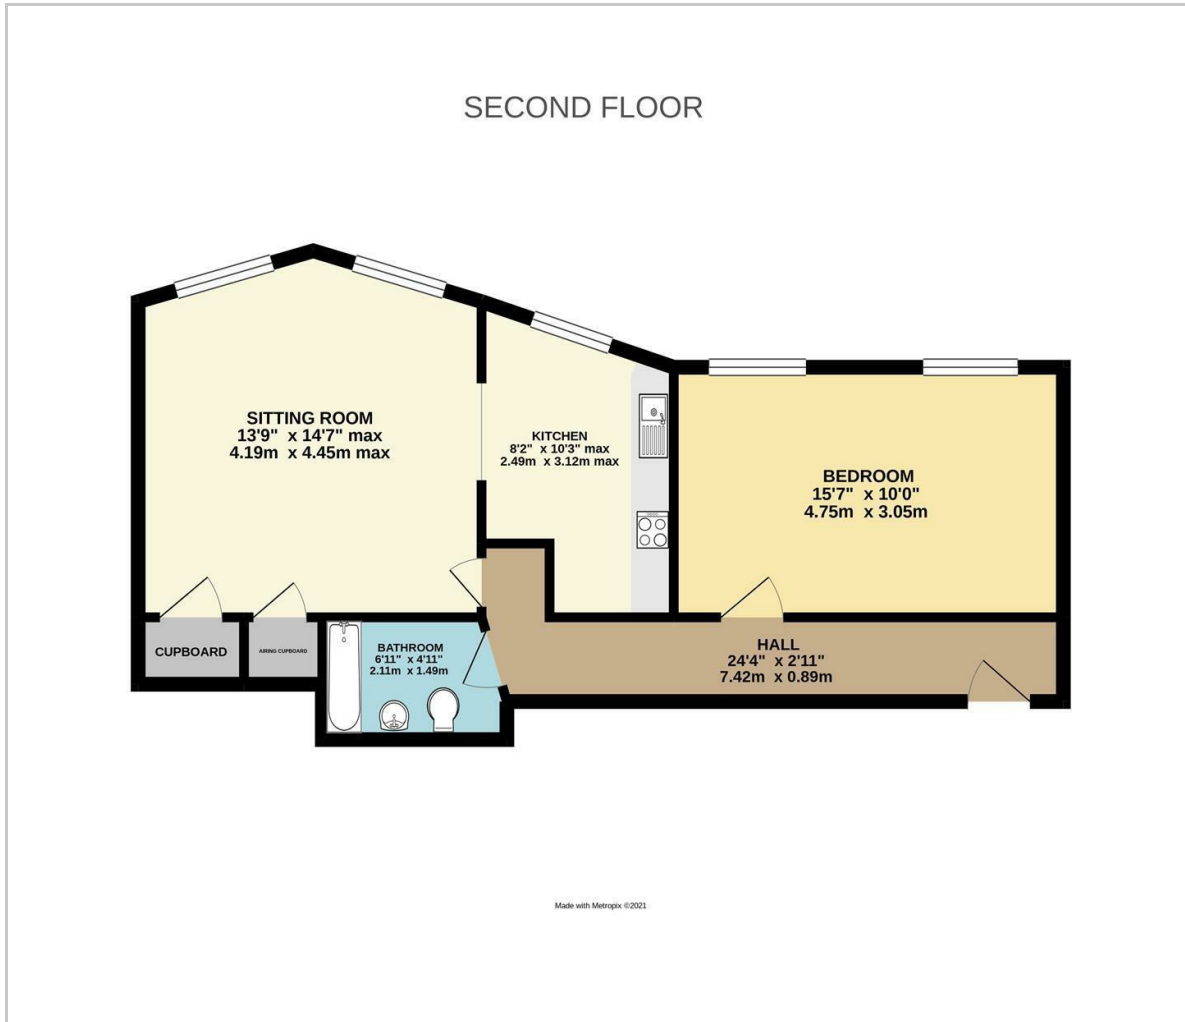 SECOND FLOOR
SITTING ROOM
13'9" x 14'7" max
4.19m x 4.45m max
KITCHEN
8'2" x 10'3" max
2.49m x 3.12m max
BEDROOM
15'7" x 10'0"
4.75m x 3.05m
CUPBOARD
AIRING CUPBOARD
BATHROOM
6'11" x 4'11"
2.11m x 1.49m
HALL
24'4" x 2'11"
7.42m x 0.89m
Made with Metropix ©2021